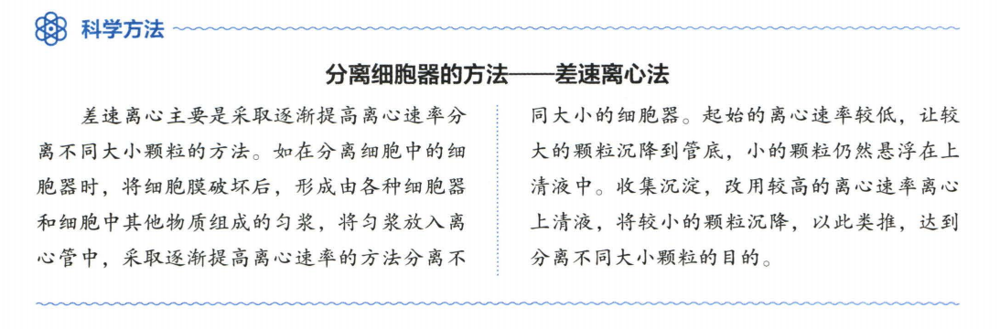 科学方法
分离细胞器的方法——差速离心法
差速离心主要是采取逐渐提高离心速率分
离不同大小颗粒的方法。如在分离细胞中的细
胞器时，将细胞膜破坏后，形成由各种细胞器
和细胞中其他物质组成的匀浆，将匀浆放入离
心管中，采取逐渐提高离心速率的方法分离不
同大小的细胞器。起始的离心速率较低，让较
大的颗粒沉降到管底，小的颗粒仍然悬浮在上
清液中。收集沉淀，改用较高的离心速率离心
上清液，将较小的颗粒沉降，以此类推，达到
分离不同大小颗粒的目的。